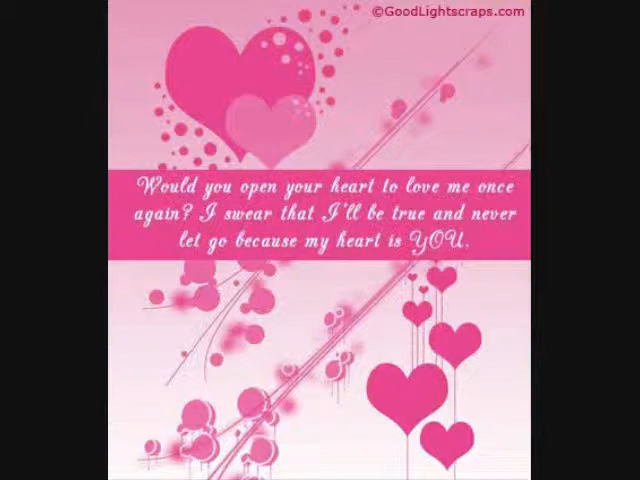 ©GoodLightscraps.com
Would you open your heart to love me once
again? I swear that I'll be true and never
let go because my heart is YOU.